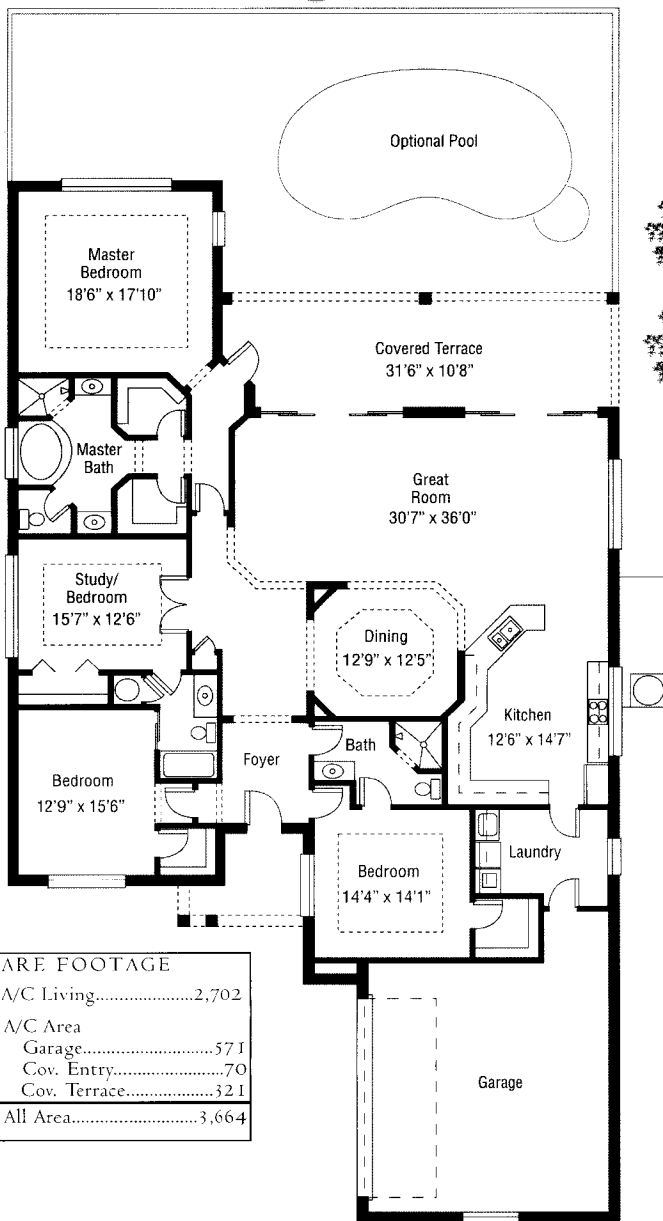 Optional Pool
Master
Bedroom
18'6" x 17'10"
Covered Terrace
31'6" x 10'8"
Master
Bath
Great
Room
30'7" x 36'0"
Study/
Bedroom
15'7" x 12'6"
Dining
12'9" x 12'5"
Kitchen
12'6" x 14'7"
Bath
Foyer
Bedroom
12'9" x 15'6"
Laundry
Bedroom
14'4" x 14'1"
ARE FOOTAGE
A/C Living.....................2,702
A/C Area
Garage.......................571
Cov. Entry....................70
Cov. Terrace...............321
All Area........................3,664
Garage